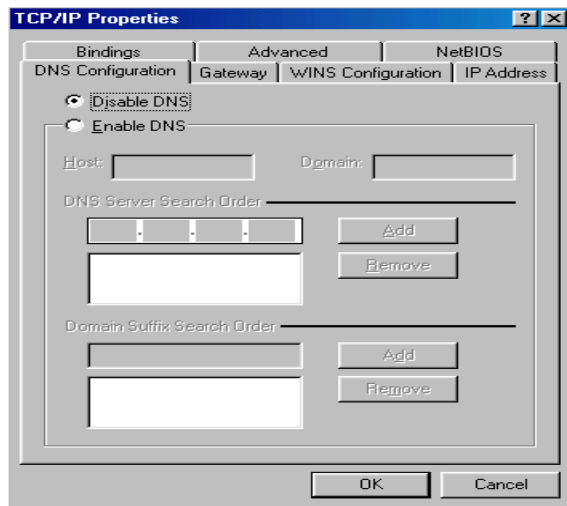 TCP/IP Properties
? ×
Bindings Advanced NetBIOS
DNS Configuration Gateway WINS Configuration IP Address
Disable DNS
Enable DNS
Host: Domain:
DNS Server Search Order
. . . Add
Remove
Domain Suffix Search Order
Add
Remove
OK Cancel